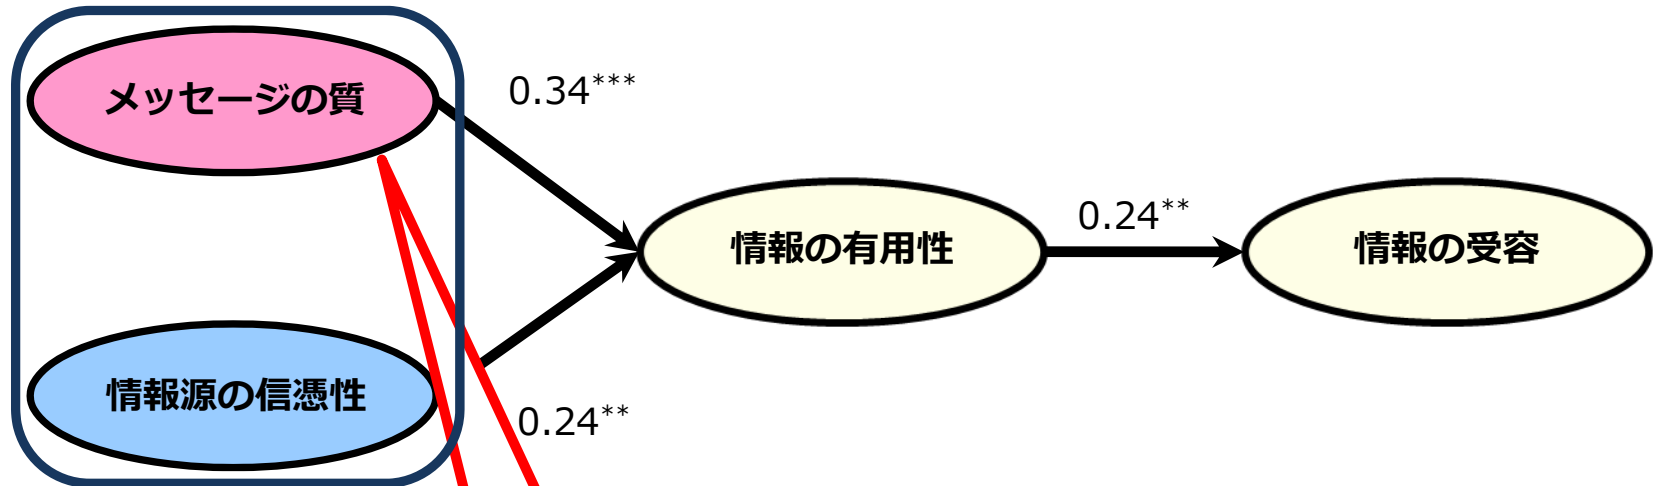 メッセージの質
0.34***
情報の有用性
0.24**
情報の受容
情報源の信憑性
0.24**